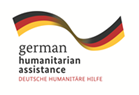 german
humanitarian
assistance
DEUTSCHE HUMANITÄRE HILFE